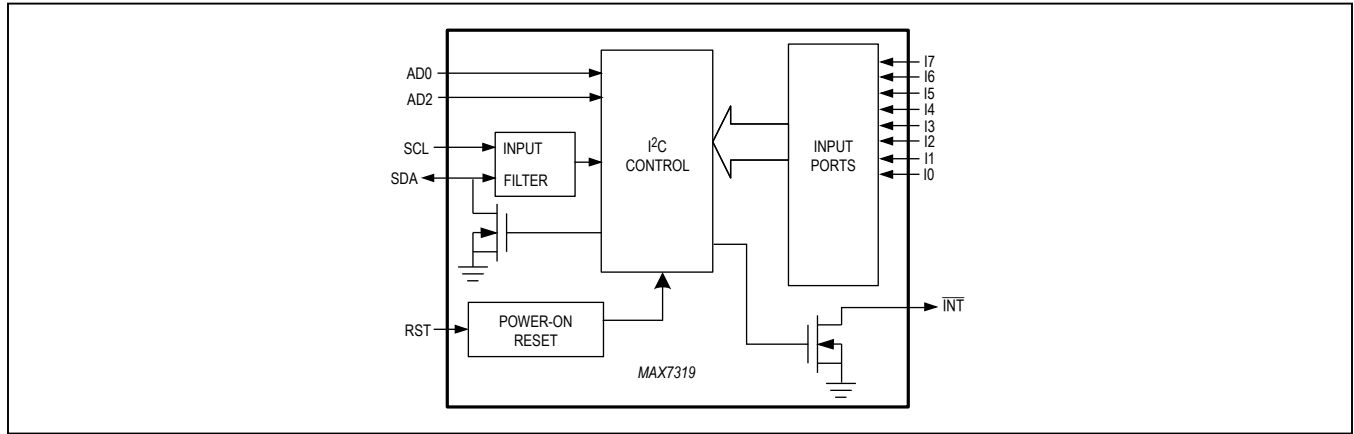 AD0
AD2
SCL
SDA
RST
INPUT
FILTER
POWER-ON
RESET
I²C
CONTROL
INPUT
PORTS
I7
I6
I5
I4
I3
I2
I1
I0
INT
MAX7319